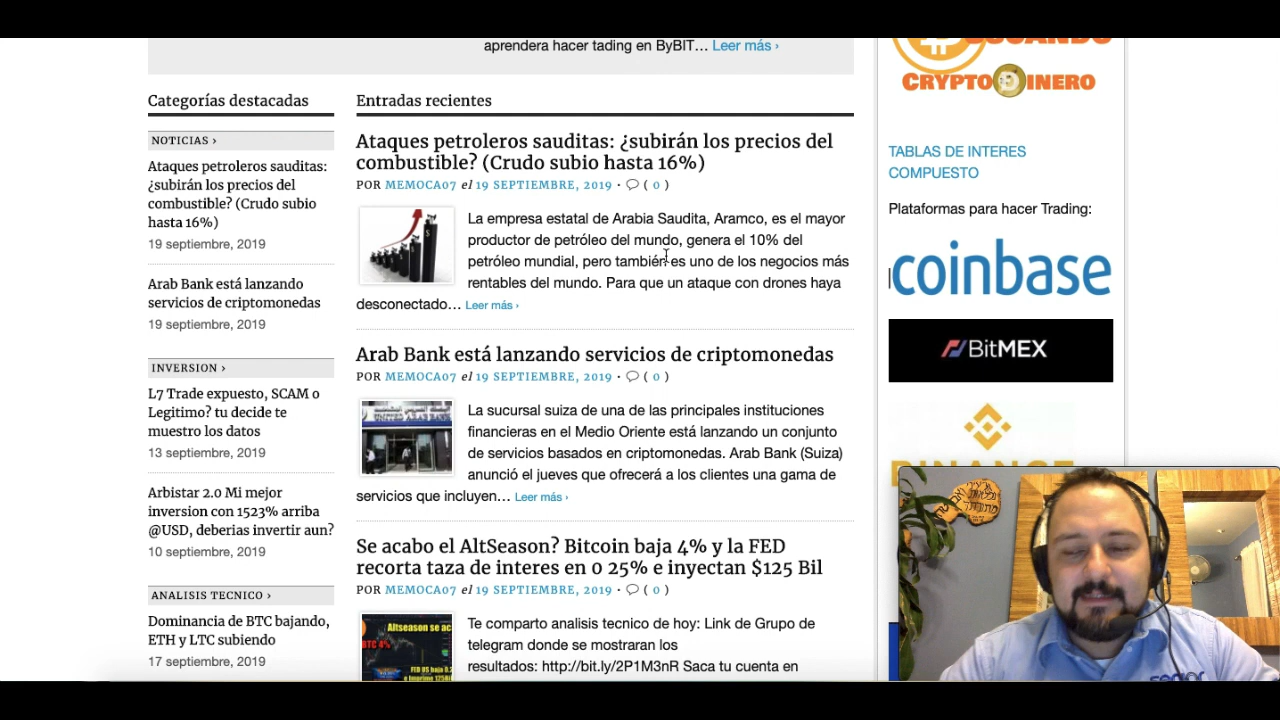 aprendera hacer tading en ByBIT… Leer más ›
Categorías destacadas
NOTICIAS ›
Ataques petroleros sauditas:
¿subirán los precios del
combustible? (Crudo subio
hasta 16%)
19 septiembre, 2019
Arab Bank está lanzando
servicios de criptomonedas
19 septiembre, 2019
INVERSION ›
L7 Trade expuesto, SCAM o
Legitimo? tu decide te
muestro los datos
13 septiembre, 2019
Arbistar 2.0 Mi mejor
inversion con 1523% arriba
@USD, deberias invertir aun?
10 septiembre, 2019
ANALISIS TECNICO ›
Dominancia de BTC bajando,
ETH y LTC subiendo
17 septiembre, 2019
Entradas recientes
Ataques petroleros sauditas: ¿subirán los precios del
combustible? (Crudo subio hasta 16%)
POR MEMOCA07 el 19 SEPTIEMBRE, 2019 • ( 0 )
La empresa estatal de Arabia Saudita, Aramco, es el mayor
productor de petróleo del mundo, genera el 10% del
petróleo mundial, pero también es uno de los negocios más
rentables del mundo. Para que un ataque con drones haya
desconectado… Leer más ›
Arab Bank está lanzando servicios de criptomonedas
POR MEMOCA07 el 19 SEPTIEMBRE, 2019 • ( 0 )
La sucursal suiza de una de las principales instituciones
financieras en el Medio Oriente está lanzando un conjunto
de servicios basados en criptomonedas. Arab Bank (Suiza)
anunció el jueves que ofrecerá a los clientes una gama de
servicios que incluyen… Leer más ›
Se acabo el AltSeason? Bitcoin baja 4% y la FED
recorta taza de interes en 0 25% e inyectan $125 Bil
POR MEMOCA07 el 19 SEPTIEMBRE, 2019 • ( 0 )
Altseason se ac
BTC 4%
Te comparto analisis tecnico de hoy: Link de Grupo de
telegram donde se mostraran los
resultados: http://bit.ly/2P1M3nR Saca tu cuenta en
CRYPTO INERO
TABLAS DE INTERES
COMPUESTO
Plataformas para hacer Trading:
coinbase
BitMEX
BINANCE